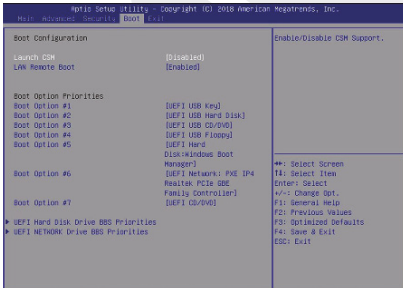 Aptio Setup Utility - Copyright (C) 2018 American Megatrends, Inc.
Main Advanced Security Boot Exit
Boot Configuration
Launch CSM [Disabled]
LAN Remote Boot [Enabled]
Boot Option Priorities
Boot Option #1 [UEFI USB Key]
Boot Option #2 [UEFI USB Hard Disk]
Boot Option #3 [UEFI USB CD/DVD]
Boot Option #4 [UEFI USB Floppy]
Boot Option #5 [UEFI Hard
Disk:Windows Boot
Manager]
Boot Option #6 [UEFI Network: PXE IP4
Realtek PCIe GBE
Family Controller]
Boot Option #7 [UEFI CD/DVD]
UEFI Hard Disk Drive BBS Priorities
UEFI NETWORK Drive BBS Priorities
Enable/Disable CSM Support.
↔: Select Screen
↑↓: Select Item
Enter: Select
+/-: Change Opt.
F1: General Help
F2: Previous Values
F3: Optimized Defaults
F4: Save & Exit
ESC: Exit